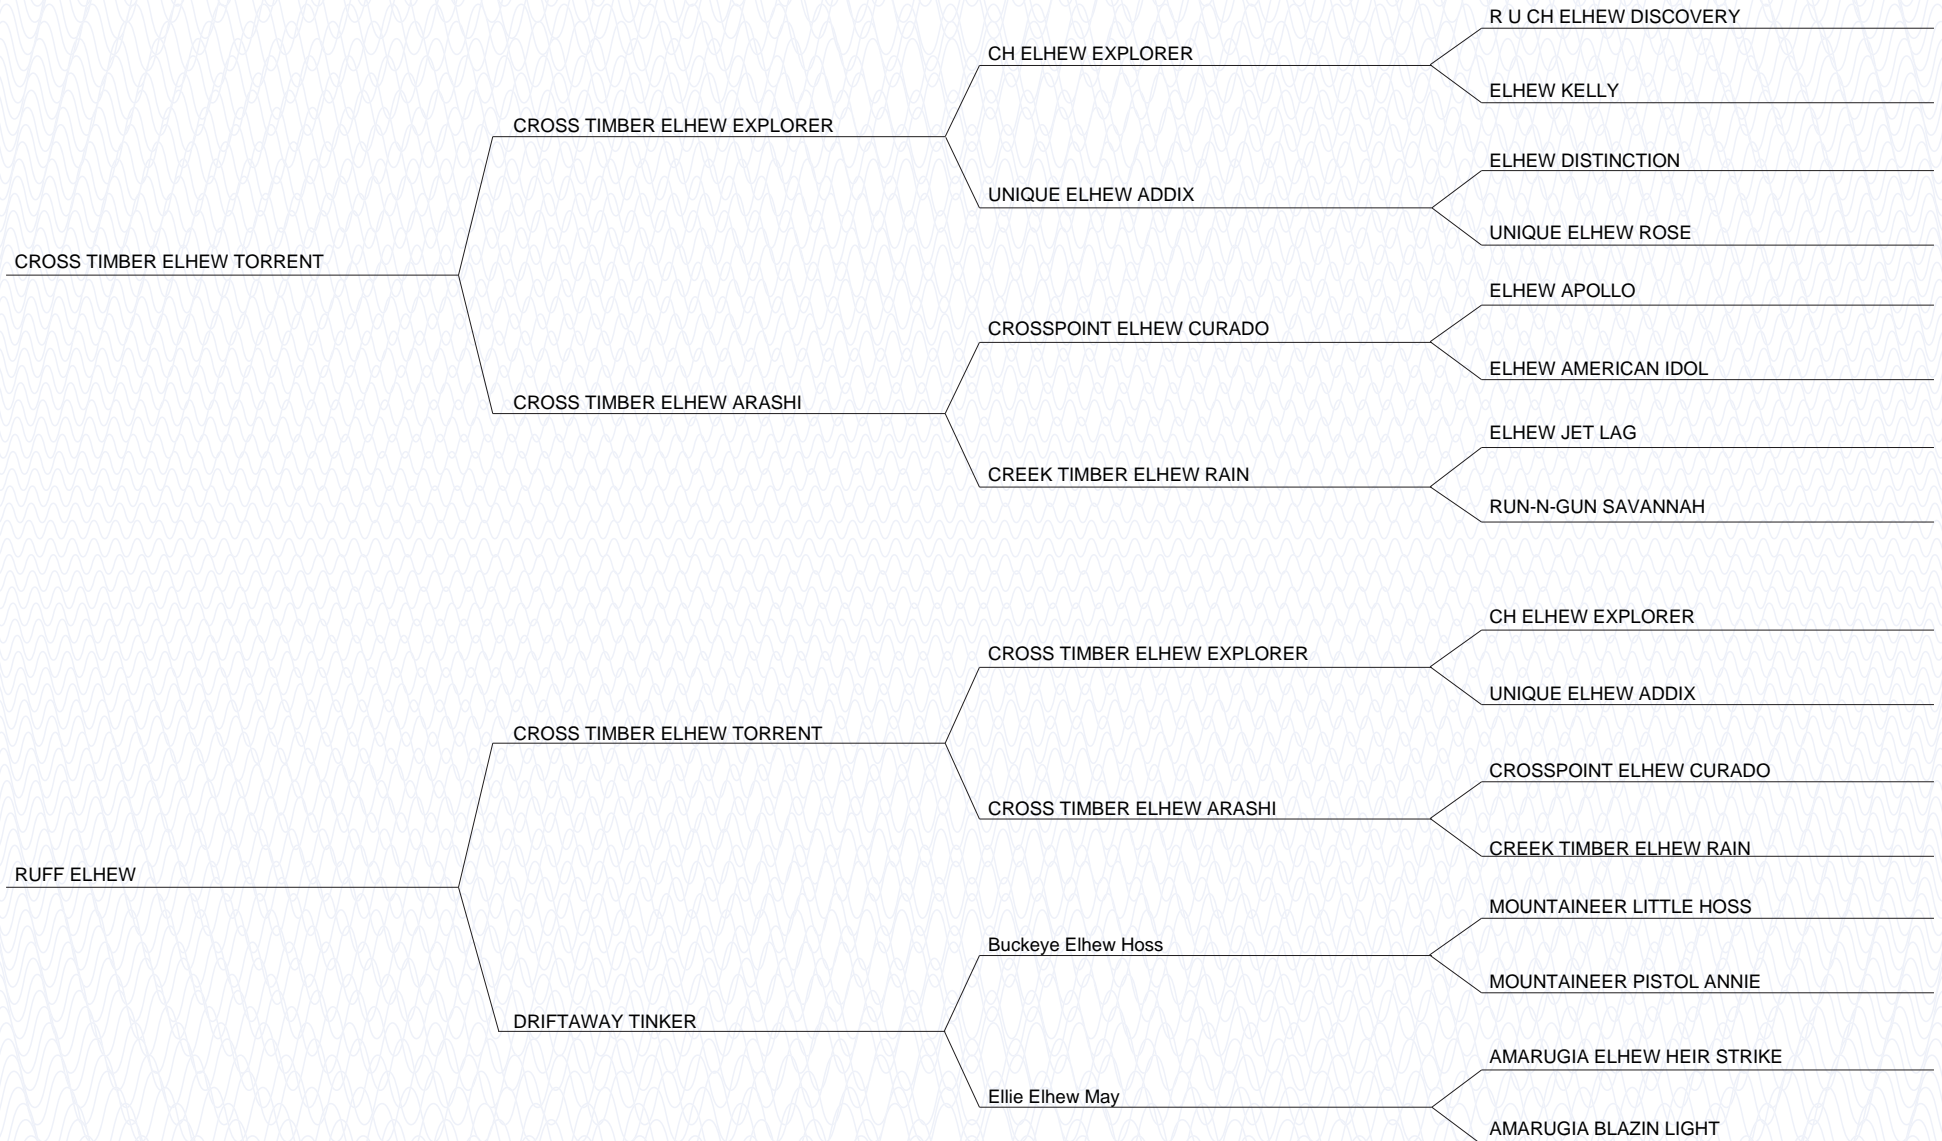 R U CH ELHEW DISCOVERY
CH ELHEW EXPLORER
ELHEW KELLY
CROSS TIMBER ELHEW EXPLORER
ELHEW DISTINCTION
UNIQUE ELHEW ADDIX
UNIQUE ELHEW ROSE
CROSS TIMBER ELHEW TORRENT
ELHEW APOLLO
CROSSPOINT ELHEW CURADO
ELHEW AMERICAN IDOL
CROSS TIMBER ELHEW ARASHI
ELHEW JET LAG
CREEK TIMBER ELHEW RAIN
RUN-N-GUN SAVANNAH
CH ELHEW EXPLORER
CROSS TIMBER ELHEW EXPLORER
UNIQUE ELHEW ADDIX
CROSS TIMBER ELHEW TORRENT
CROSSPOINT ELHEW CURADO
CROSS TIMBER ELHEW ARASHI
CREEK TIMBER ELHEW RAIN
RUFF ELHEW
MOUNTAINEER LITTLE HOSS
Buckeye Elhew Hoss
MOUNTAINEER PISTOL ANNIE
DRIFTAWAY TINKER
AMARUGIA ELHEW HEIR STRIKE
Ellie Elhew May
AMARUGIA BLAZIN LIGHT